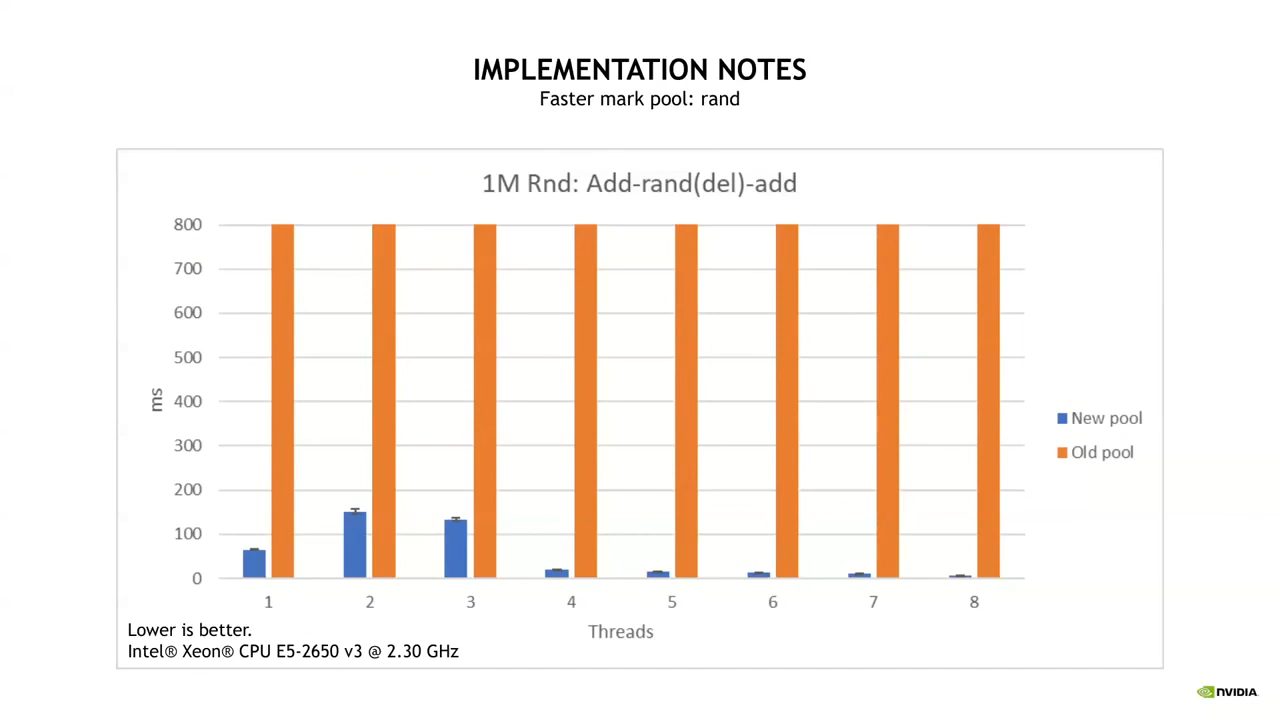 IMPLEMENTATION NOTES
Faster mark pool: rand
1M Rnd: Add-rand(del)-add
800
700
600
500
400
300
200
100
0
ms
1 2 3 4 5 6 7 8
Threads
New pool
Old pool
Lower is better.
Intel® Xeon® CPU E5-2650 v3 @ 2.30 GHz
NVIDIA.